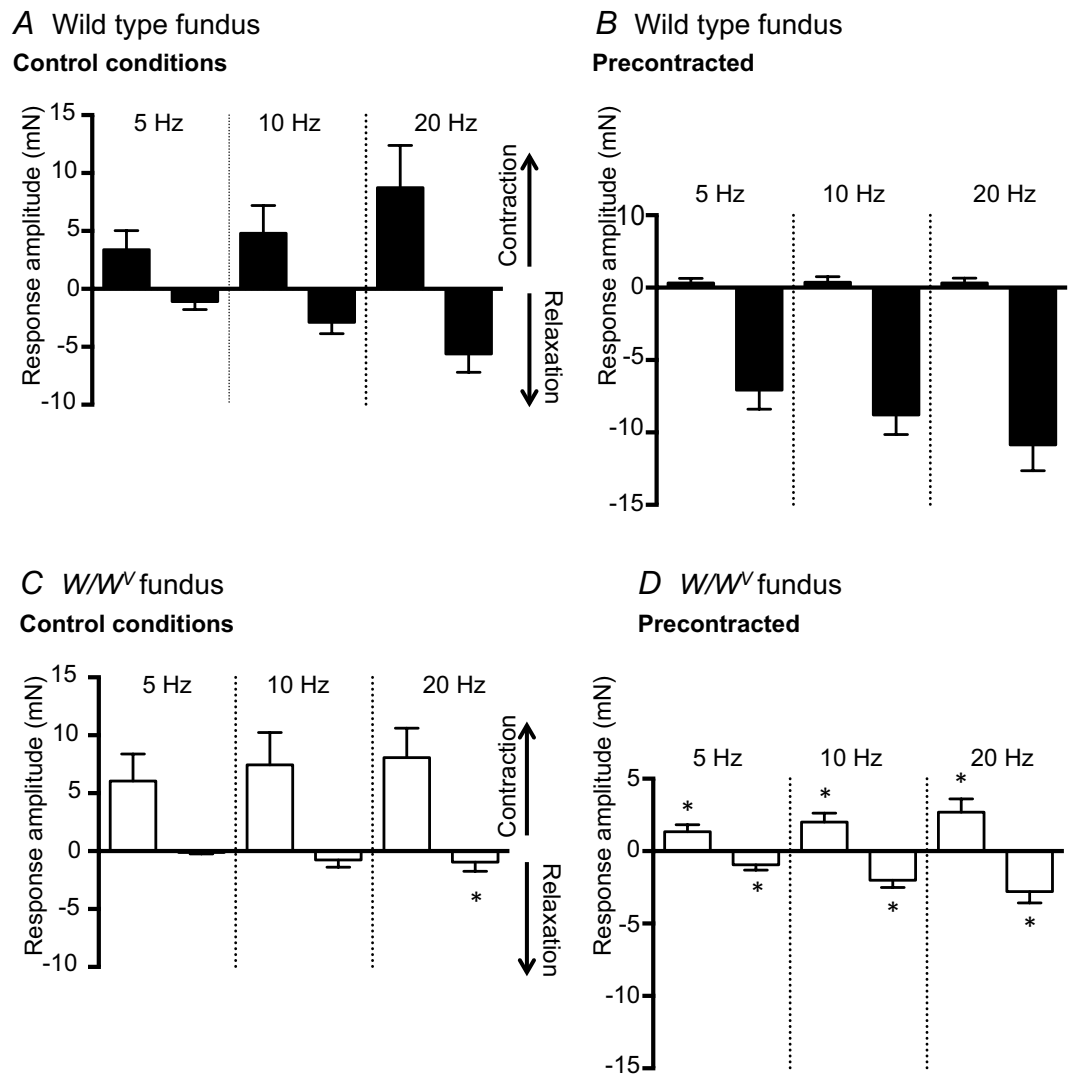 A Wild type fundus
Control conditions
Response amplitude (mN)
15
10
5
0
-5
-10
5 Hz
10 Hz
20 Hz
Contraction
Relaxation
B Wild type fundus
Precontracted
Response amplitude (mN)
10
0
-5
-10
-15
5 Hz
10 Hz
20 Hz
C W/Wⱽ fundus
Control conditions
Response amplitude (mN)
15
10
5
0
-5
-10
5 Hz
10 Hz
20 Hz
*
Contraction
Relaxation
D W/Wⱽ fundus
Precontracted
Response amplitude (mN)
5
0
-5
-10
-15
5 Hz
10 Hz
20 Hz
* * *
* * *